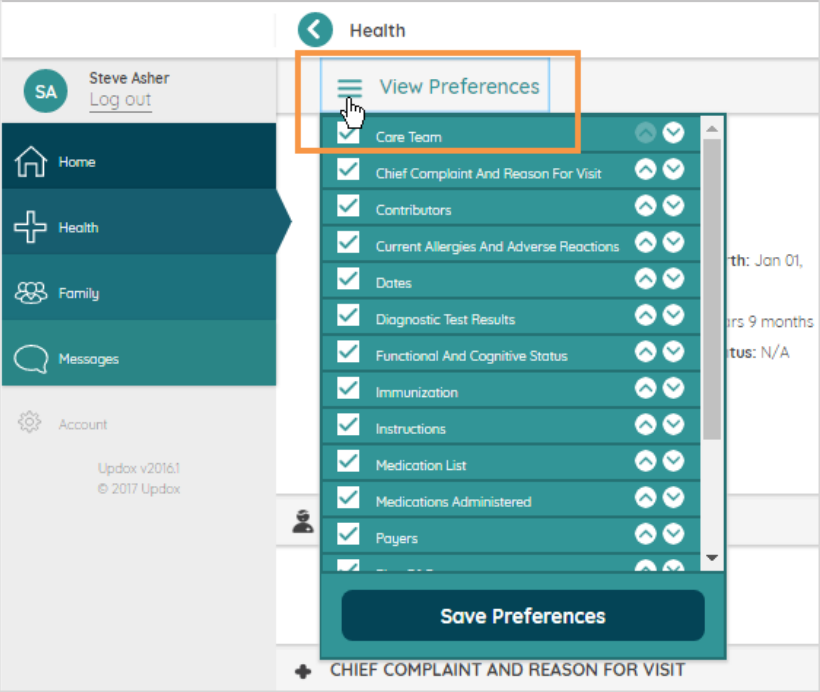 Health
SA
Steve Asher
Log out
View Preferences
Home
Health
Family
Messages
Account
Updox v2016.1
© 2017 Updox
Care Team
Chief Complaint And Reason For Visit
Contributors
Current Allergies And Adverse Reactions
Dates
Diagnostic Test Results
Functional And Cognitive Status
Immunization
Instructions
Medication List
Medications Administered
Payers
Save Preferences
rth: Jan 01,
ars 9 months
tus: N/A
CHIEF COMPLAINT AND REASON FOR VISIT